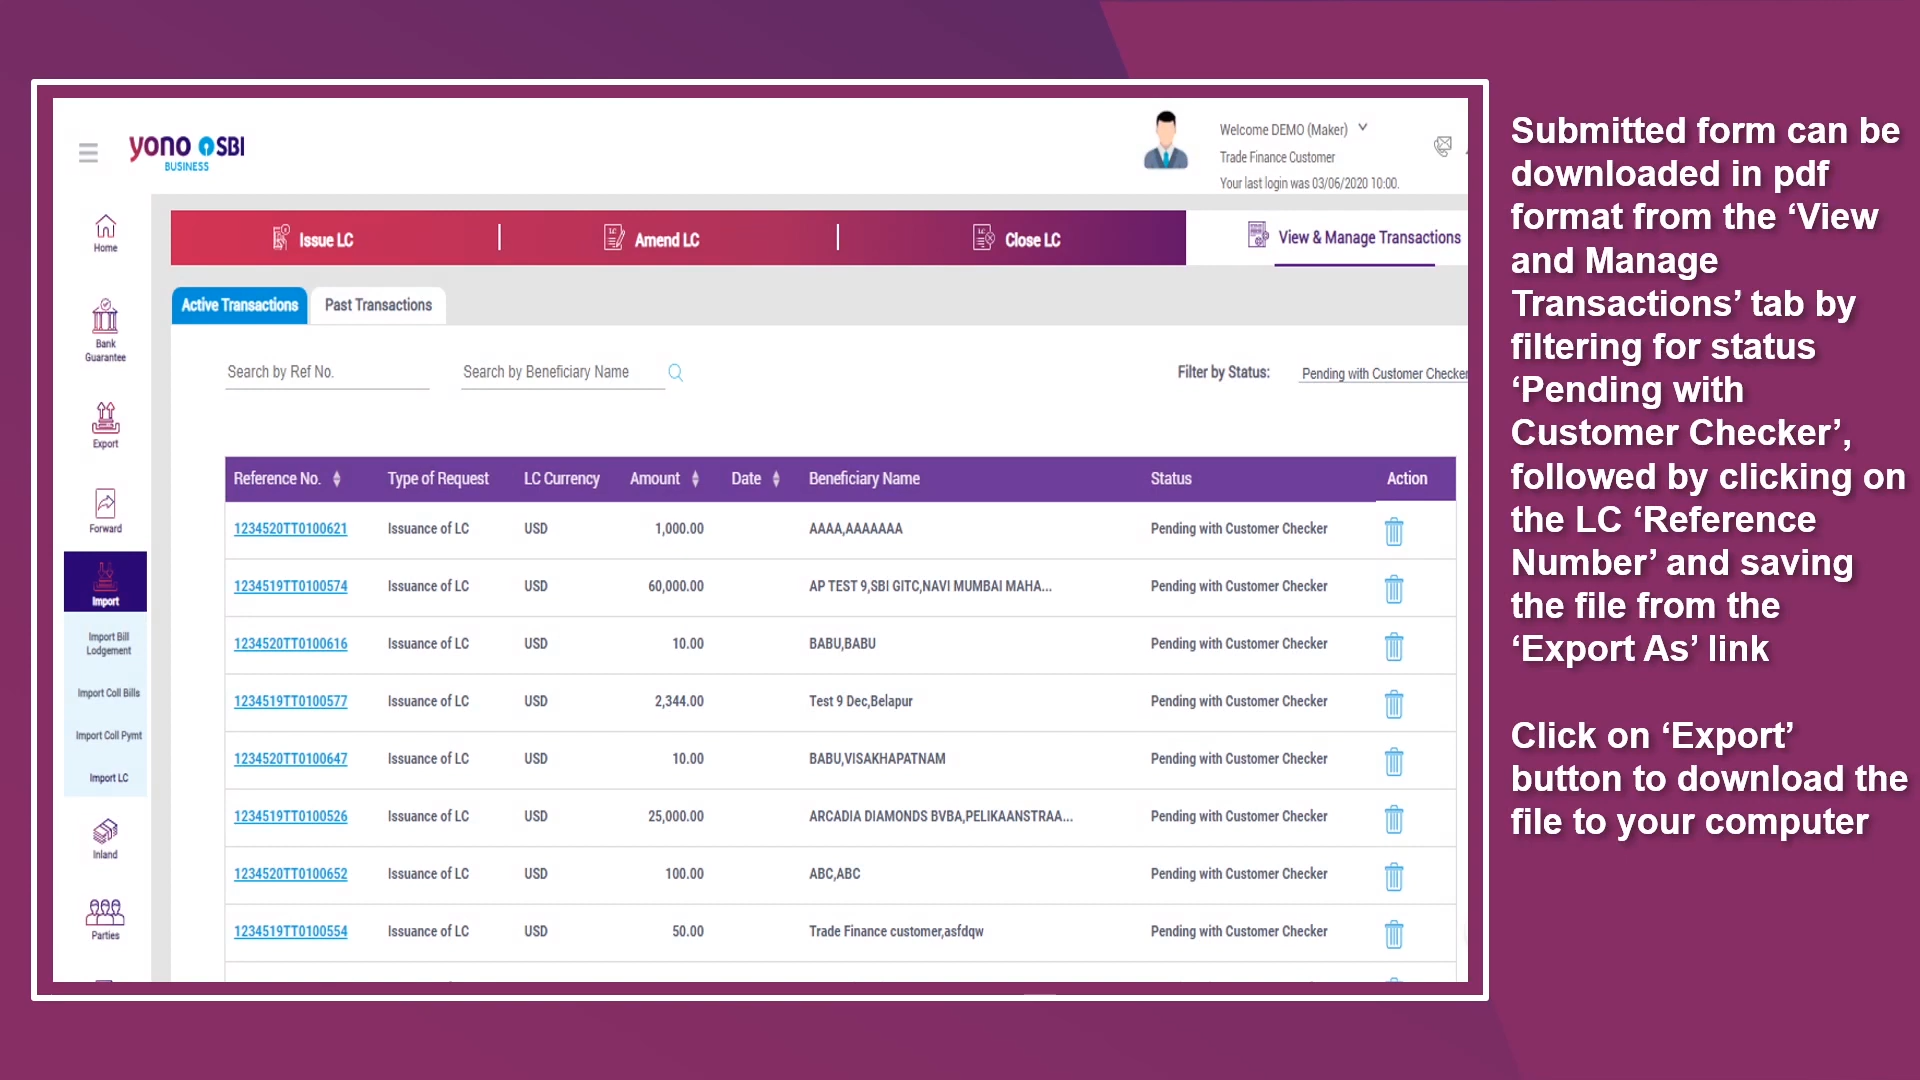 yono SBI
BUSINESS
Welcome DEMO (Maker)
Trade Finance Customer
Your last login was 03/06/2020 10:00.
Home
Bank
Guarantee
Export
Forward
Import
Import Bill
Lodgement
Import Coll Bills
Import Coll Pymt
Import LC
Inland
Parties
Issue LC
Amend LC
Close LC
View & Manage Transactions
Active Transactions
Past Transactions
Search by Ref No.
Search by Beneficiary Name
Filter by Status:
Pending with Customer Checker
Reference No. Type of Request LC Currency Amount Date Beneficiary Name Status Action
1234520TT0100621 Issuance of LC USD 1,000.00 AAAA,AAAAAAA Pending with Customer Checker
1234519TT0100574 Issuance of LC USD 60,000.00 AP TEST 9,SBI GITC,NAVI MUMBAI MAHA... Pending with Customer Checker
1234520TT0100616 Issuance of LC USD 10.00 BABU,BABU Pending with Customer Checker
1234519TT0100577 Issuance of LC USD 2,344.00 Test 9 Dec,Belapur Pending with Customer Checker
1234520TT0100647 Issuance of LC USD 10.00 BABU,VISAKHAPATNAM Pending with Customer Checker
1234519TT0100526 Issuance of LC USD 25,000.00 ARCADIA DIAMONDS BVBA,PELIKAANSTRAA... Pending with Customer Checker
1234520TT0100652 Issuance of LC USD 100.00 ABC,ABC Pending with Customer Checker
1234519TT0100554 Issuance of LC USD 50.00 Trade Finance customer,asfdqw Pending with Customer Checker
Submitted form can be
downloaded in pdf
format from the ‘View
and Manage
Transactions’ tab by
filtering for status
‘Pending with
Customer Checker’,
followed by clicking on
the LC ‘Reference
Number’ and saving
the file from the
‘Export As’ link
Click on ‘Export’
button to download the
file to your computer